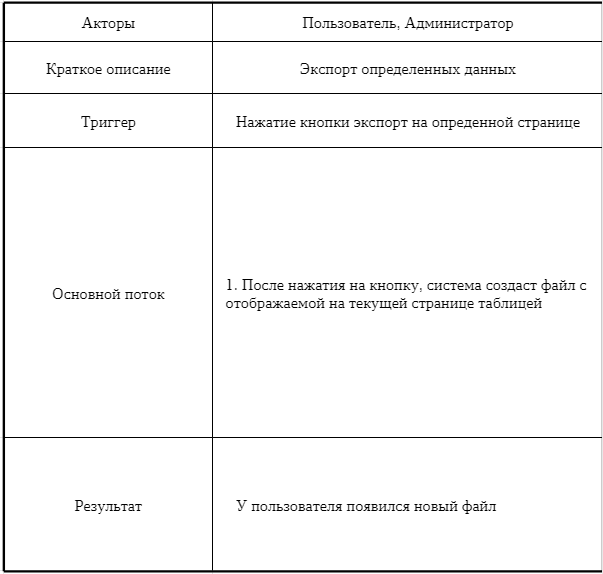 Акторы
Пользователь, Администратор
Краткое описание
Экспорт определенных данных
Триггер
Нажатие кнопки экспорт на опреденной странице
Основной поток
1. После нажатия на кнопку, система создаст файл с
отображаемой на текущей странице таблицей
Результат
У пользователя появился новый файл